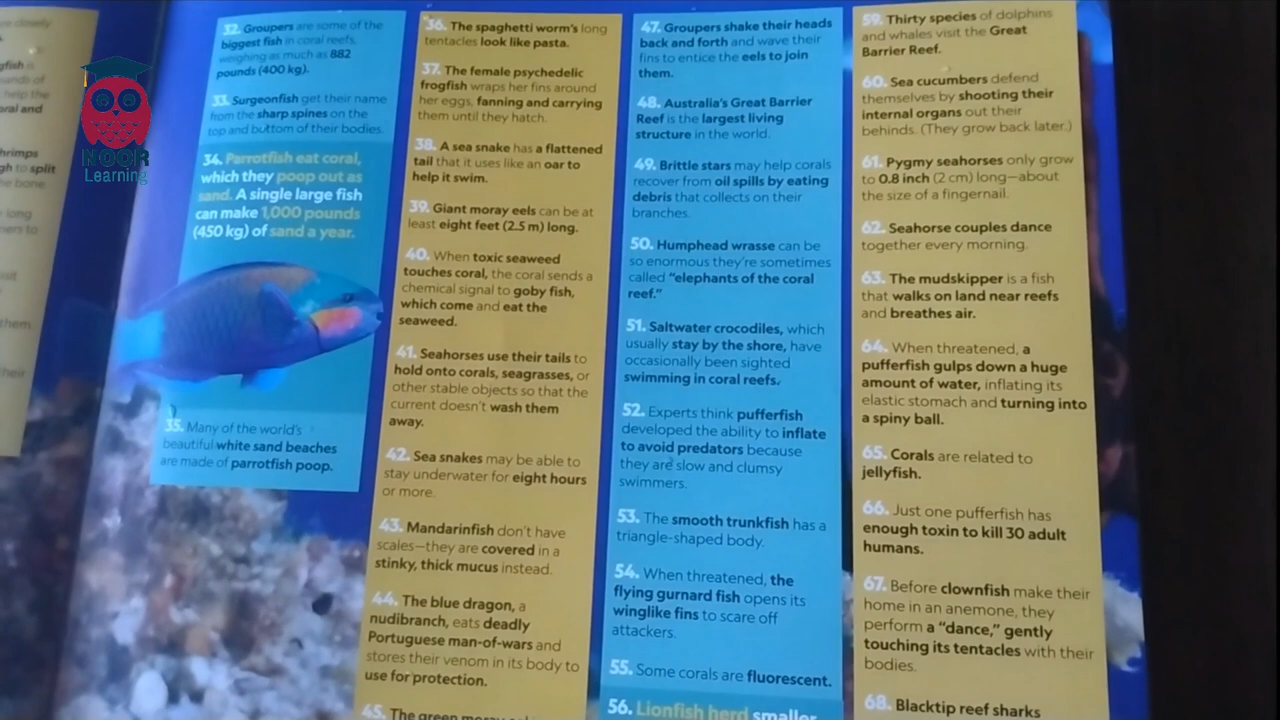 NOOR
Learning
32. Groupers are some of the
biggest fish in coral reefs,
weighing as much as 882
pounds (400 kg).
33. Surgeonfish get their name
from the sharp spines on the
top and buttom of their bodies.
34. Parrotfish eat coral,
which they poop out as
sand. A single large fish
can make 1,000 pounds
(450 kg) of sand a year.
35. Many of the world's
beautiful white sand beaches
are made of parrotfish poop.
36. The spaghetti worm's long
tentacles look like pasta.
37. The female psychedelic
frogfish wraps her fins around
her eggs, fanning and carrying
them until they hatch.
38. A sea snake has a flattened
tail that it uses like an oar to
help it swim.
39. Giant moray eels can be at
least eight feet (2.5 m) long.
40. When toxic seaweed
touches coral, the coral sends a
chemical signal to goby fish,
which come and eat the
seaweed.
41. Seahorses use their tails to
hold onto corals, seagrasses, or
other stable objects so that the
current doesn't wash them
away.
42. Sea snakes may be able to
stay underwater for eight hours
or more.
43. Mandarinfish don't have
scales—they are covered in a
stinky, thick mucus instead.
44. The blue dragon, a
nudibranch, eats deadly
Portuguese man-of-wars and
stores their venom in its body to
use for protection.
45. The green moray
47. Groupers shake their heads
back and forth and wave their
fins to entice the eels to join
them.
48. Australia's Great Barrier
Reef is the largest living
structure in the world.
49. Brittle stars may help corals
recover from oil spills by eating
debris that collects on their
branches.
50. Humphead wrasse can be
so enormous they're sometimes
called "elephants of the coral
reef."
51. Saltwater crocodiles, which
usually stay by the shore, have
occasionally been sighted
swimming in coral reefs.
52. Experts think pufferfish
developed the ability to inflate
to avoid predators because
they are slow and clumsy
swimmers.
53. The smooth trunkfish has a
triangle-shaped body.
54. When threatened, the
flying gurnard fish opens its
winglike fins to scare off
attackers.
55. Some corals are fluorescent.
56. Lionfish herd smaller
59. Thirty species of dolphins
and whales visit the Great
Barrier Reef.
60. Sea cucumbers defend
themselves by shooting their
internal organs out their
behinds. (They grow back later.)
61. Pygmy seahorses only grow
to 0.8 inch (2 cm) long—about
the size of a fingernail.
62. Seahorse couples dance
together every morning.
63. The mudskipper is a fish
that walks on land near reefs
and breathes air.
64. When threatened, a
pufferfish gulps down a huge
amount of water, inflating its
elastic stomach and turning into
a spiny ball.
65. Corals are related to
jellyfish.
66. Just one pufferfish has
enough toxin to kill 30 adult
humans.
67. Before clownfish make their
home in an anemone, they
perform a "dance," gently
touching its tentacles with their
bodies.
68. Blacktip reef sharks